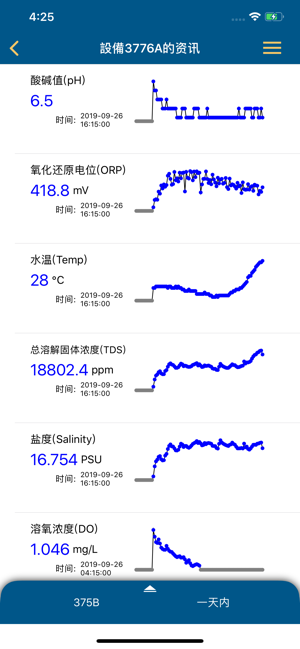 4:25
設備3776A的资讯
酸碱值(pH)
6.5
时间: 2019-09-26
16:15:00
氧化还原电位(ORP)
418.8 mV
时间: 2019-09-26
16:15:00
水温(Temp)
28 °C
时间: 2019-09-26
16:15:00
总溶解固体浓度(TDS)
18802.4 ppm
时间: 2019-09-26
16:15:00
盐度(Salinity)
16.754 PSU
时间: 2019-09-26
16:15:00
溶氧浓度(DO)
1.046 mg/L
时间: 2019-09-26
04:15:00
375B 一天内